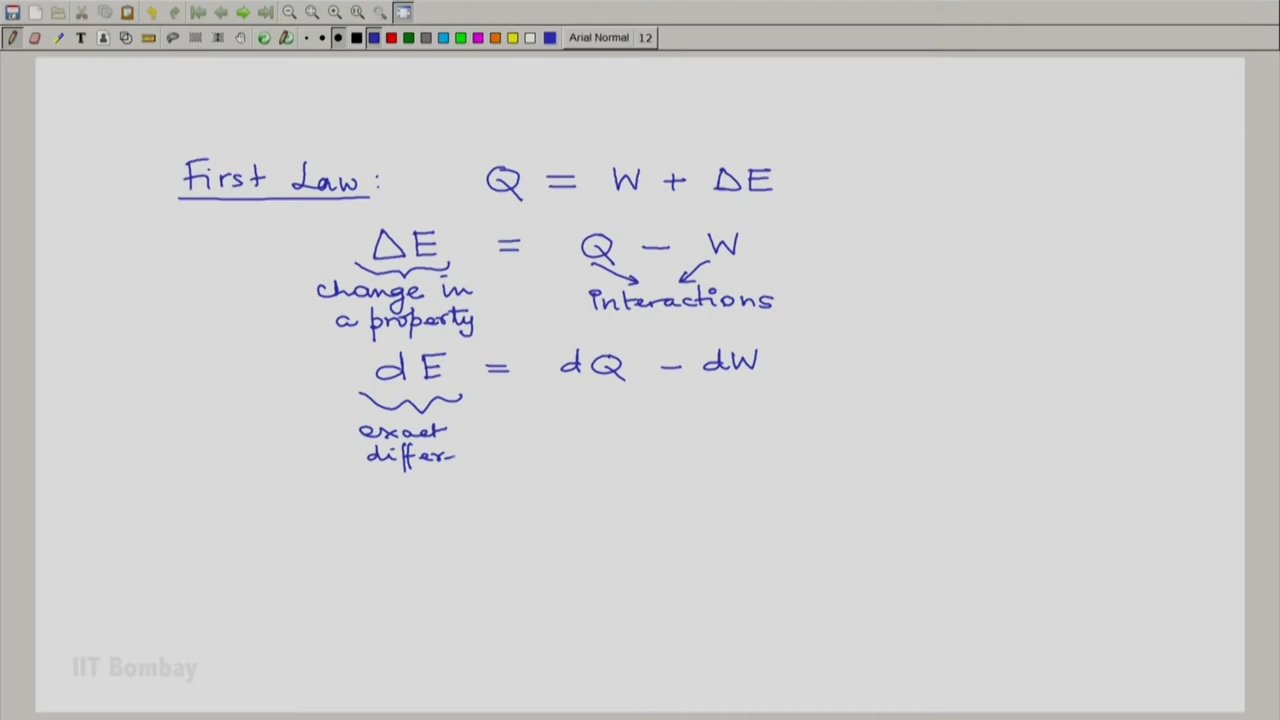 Arial Normal 12
First Law: Q = W + ΔE
ΔE = Q - W
change in interactions
a property
dE = dQ - dW
exact
differ-
IIT Bombay